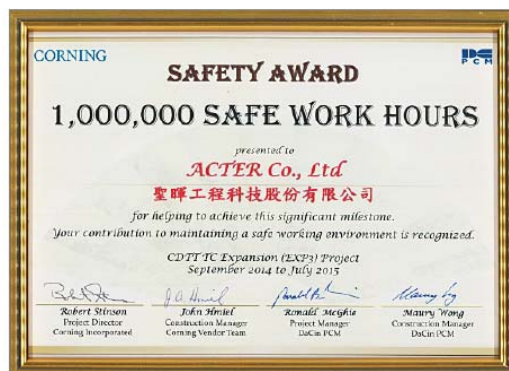 CORNING
PCM
SAFETY AWARD
1,000,000 SAFE WORK HOURS
presented to
ACTER Co., Ltd
聖暉工程科技股份有限公司
for helping to achieve this significant milestone.
Your contribution to maintaining a safe working environment is recognized.
CDTT TC Expansion (EXP3) Project
September 2014 to July 2015
Robert Stinson
Project Director
Corning Incorporated
John Hmiel
Construction Manager
Corning Vendor Team
Ronald McGhie
Project Manager
DaCin PCM
Maury Wong
Construction Manager
DaCin PCM